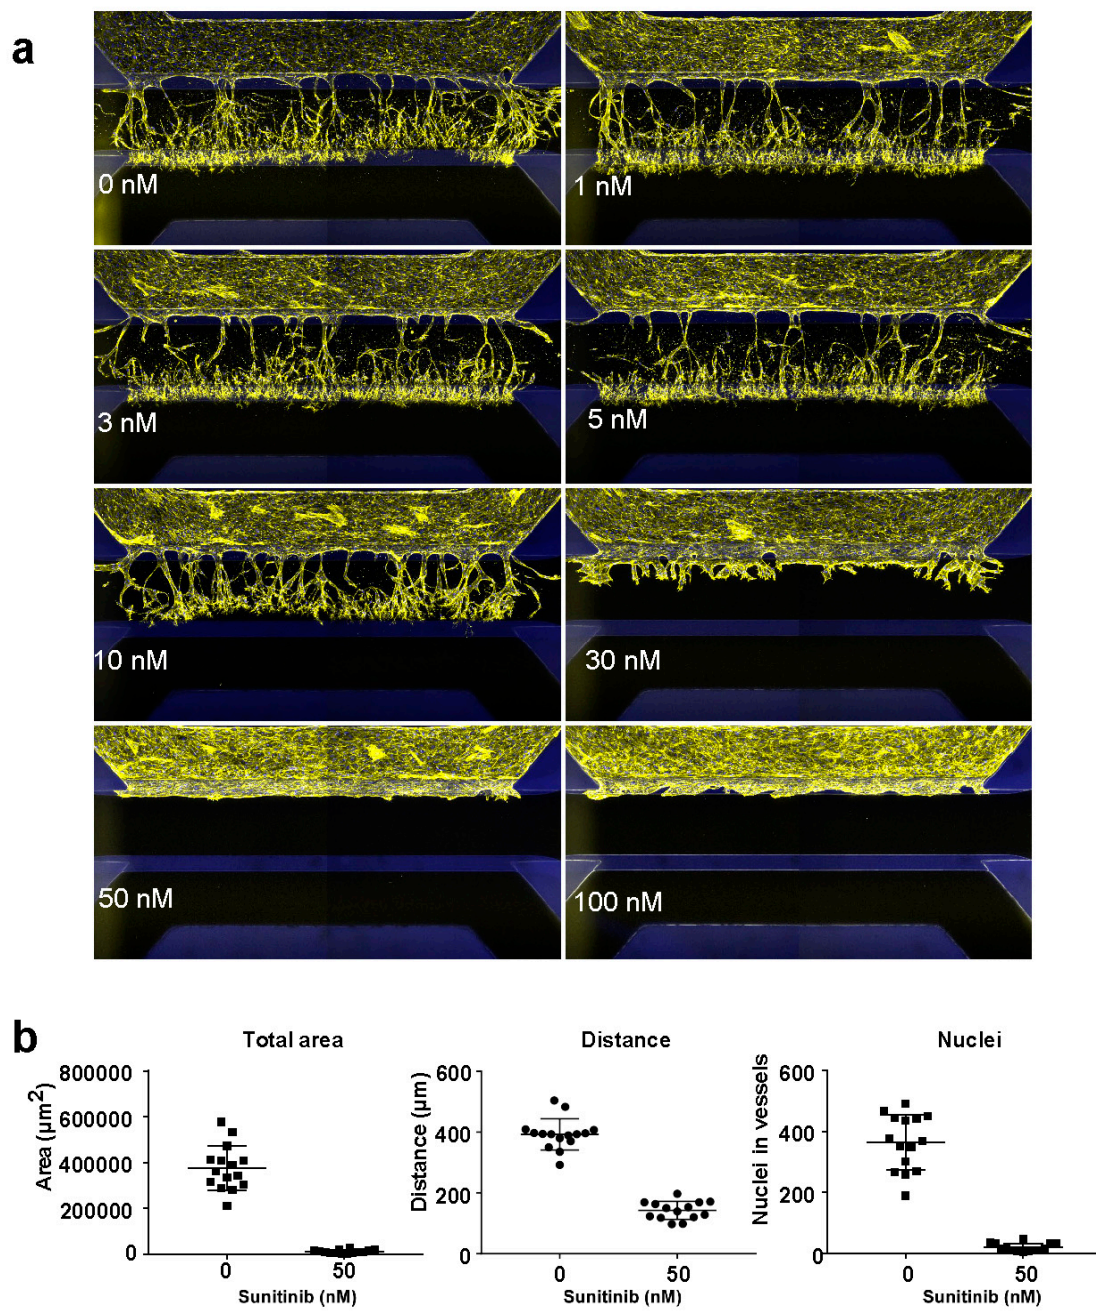 a
0 nM
1 nM
3 nM
5 nM
10 nM
30 nM
50 nM
100 nM
b
Total area
Area (µm²)
800000
600000
400000
200000
0
0
50
Sunitinib (nM)
Distance
Distance (µm)
600
400
200
0
0
50
Sunitinib (nM)
Nuclei
Nuclei in vessels
600
400
200
0
0
50
Sunitinib (nM)